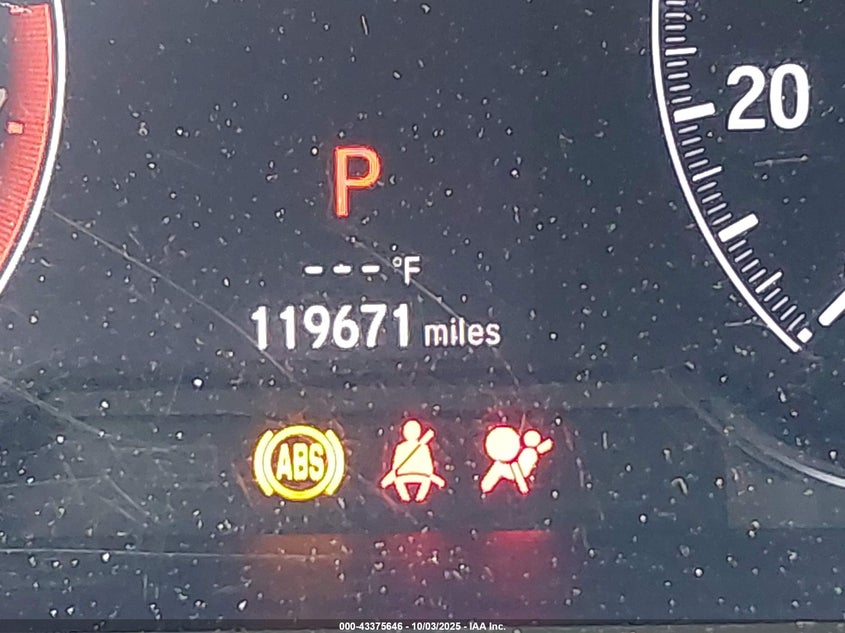 20
P
--- °F
119671 miles
ABS
000-43375646 - 10/03/2025 - IAA Inc.